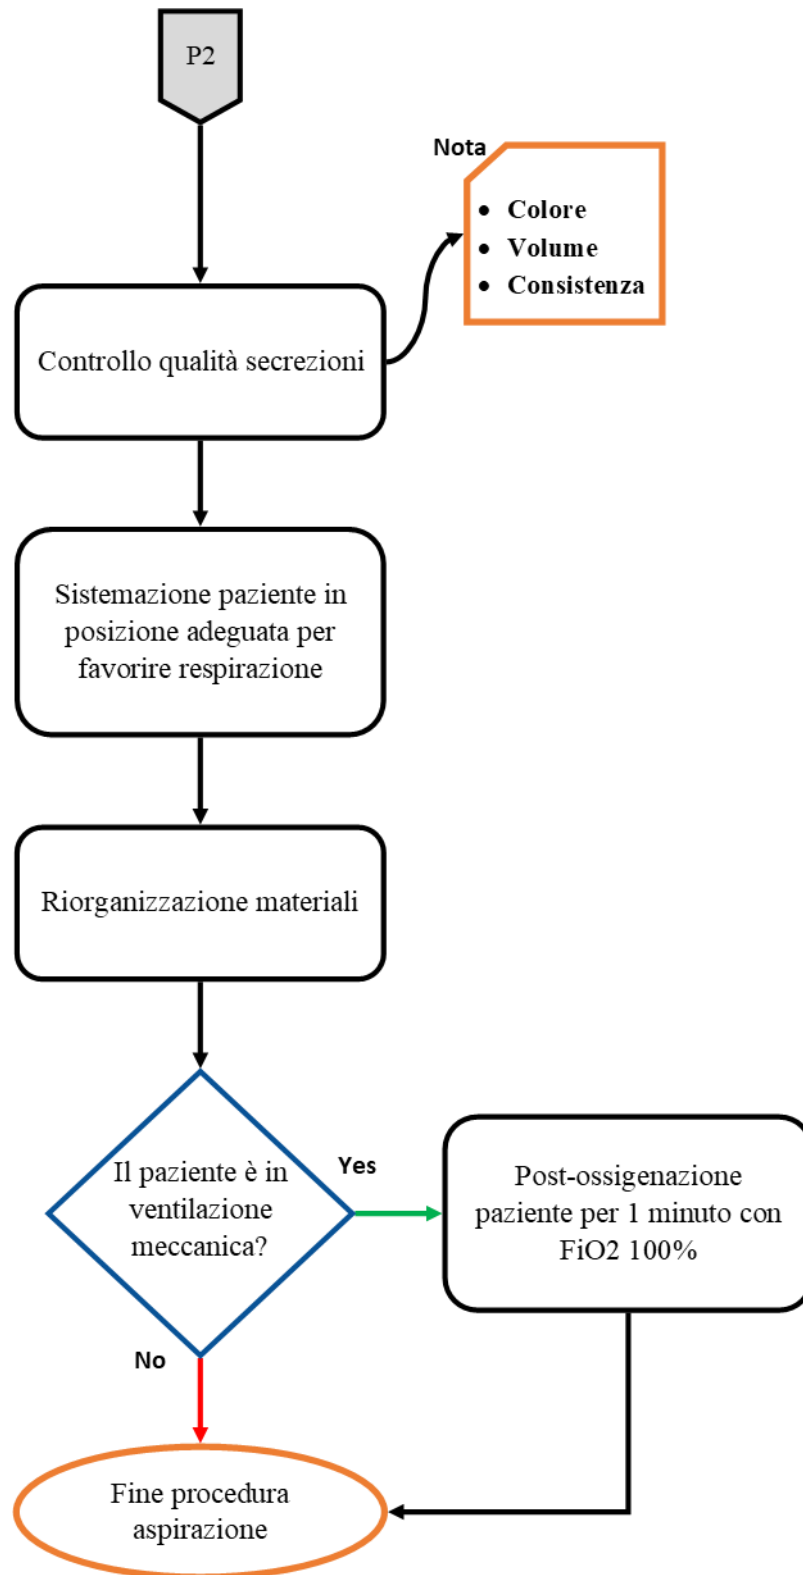 P2
Nota
• Colore
• Volume
• Consistenza
Controllo qualità secrezioni
Sistemazione paziente in
posizione adeguata per
favorire respirazione
Riorganizzazione materiali
Il paziente è in
ventilazione
meccanica?
Yes
Post-ossigenazione
paziente per 1 minuto con
FiO2 100%
No
Fine procedura
aspirazione